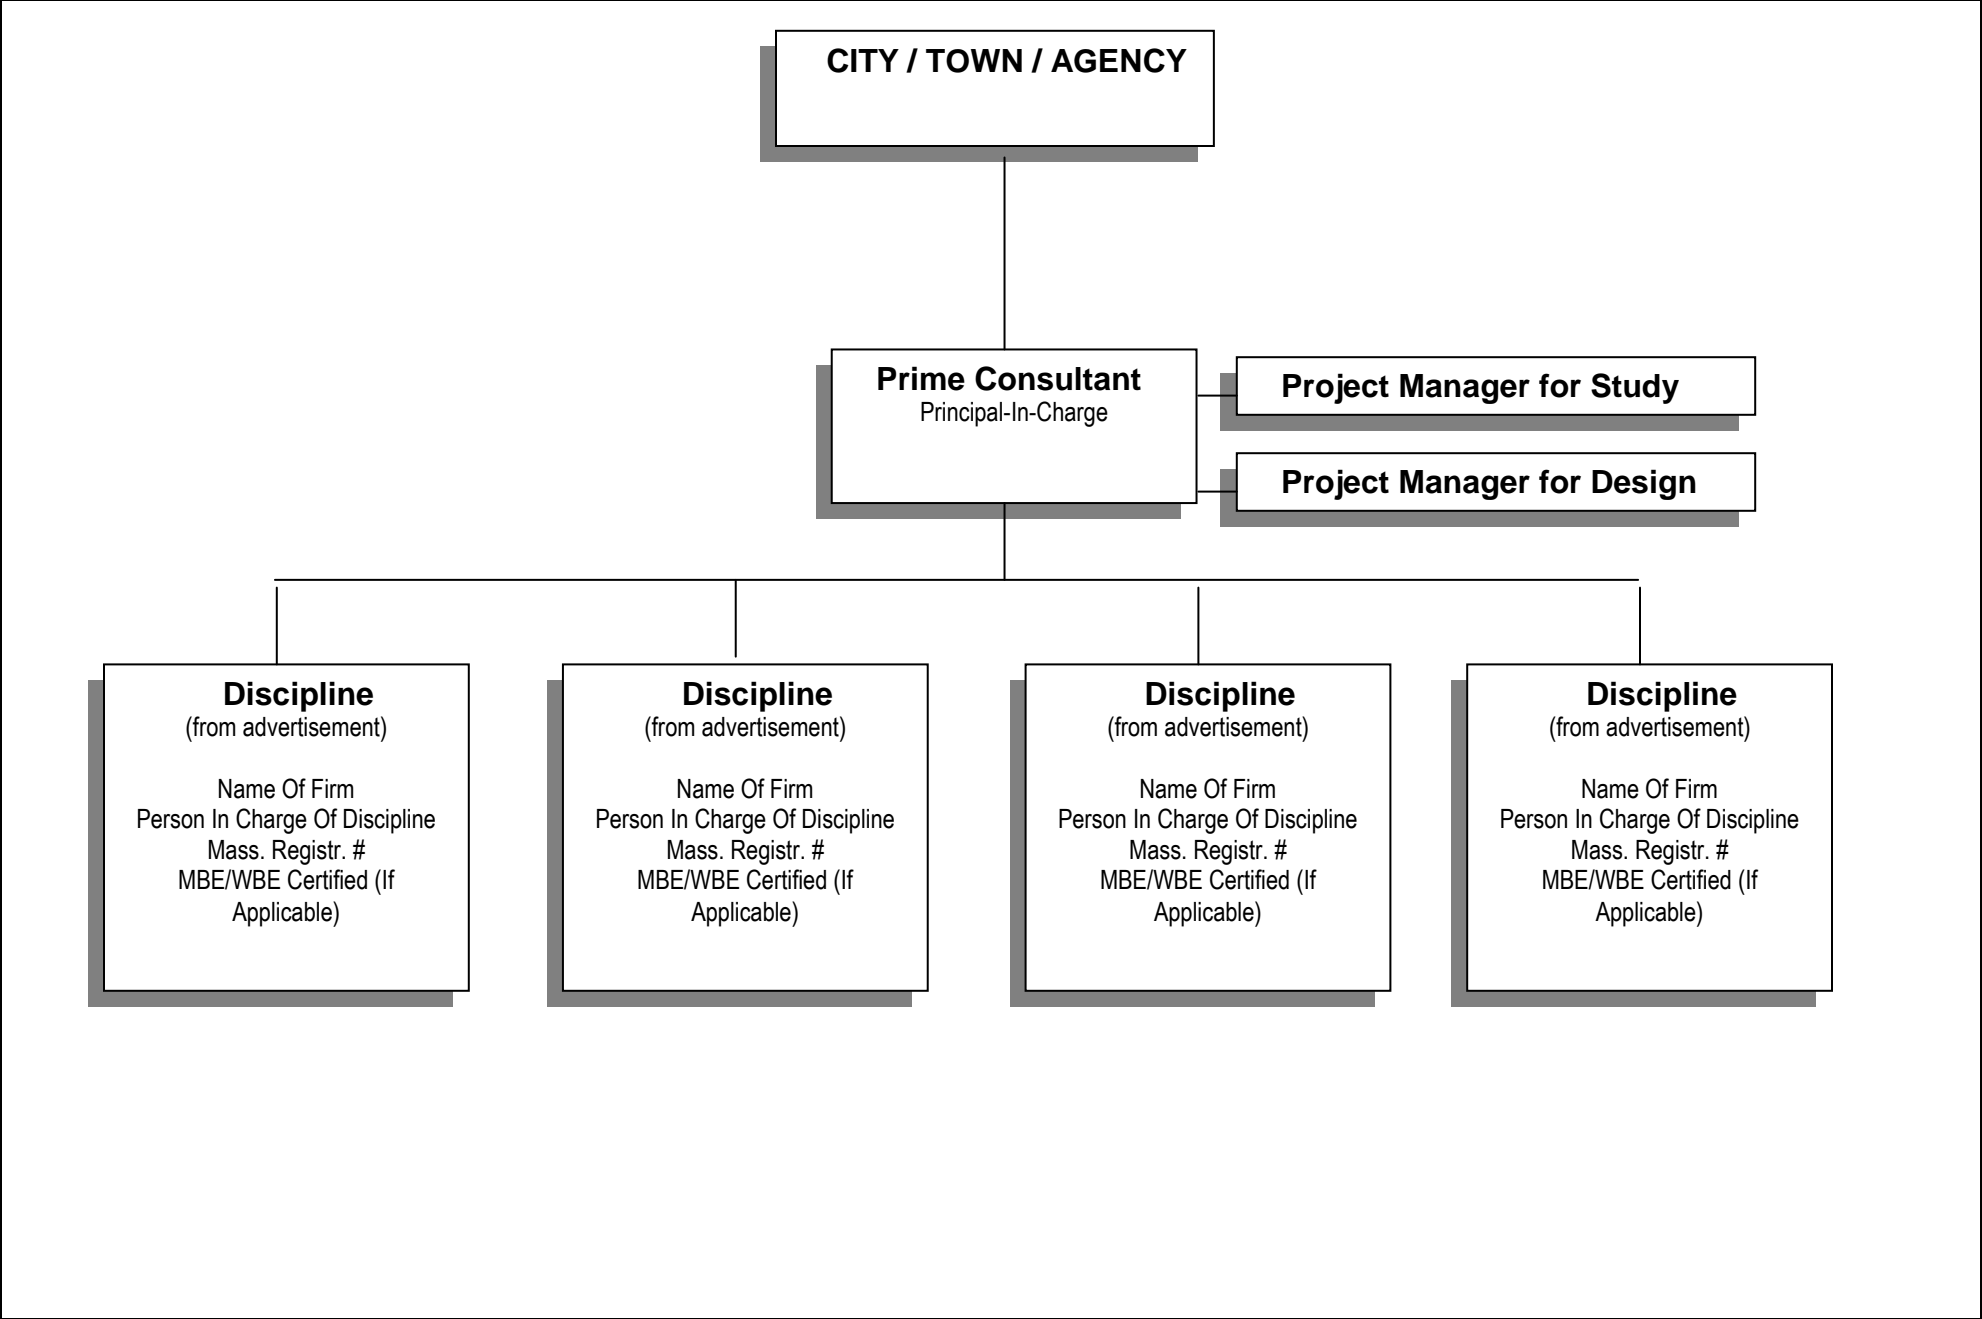 CITY / TOWN / AGENCY
Prime Consultant
Principal-In-Charge
Project Manager for Study
Project Manager for Design
Discipline
(from advertisement)
Name Of Firm
Person In Charge Of Discipline
Mass. Registr. #
MBE/WBE Certified (If
Applicable)
Discipline
(from advertisement)
Name Of Firm
Person In Charge Of Discipline
Mass. Registr. #
MBE/WBE Certified (If
Applicable)
Discipline
(from advertisement)
Name Of Firm
Person In Charge Of Discipline
Mass. Registr. #
MBE/WBE Certified (If
Applicable)
Discipline
(from advertisement)
Name Of Firm
Person In Charge Of Discipline
Mass. Registr. #
MBE/WBE Certified (If
Applicable)